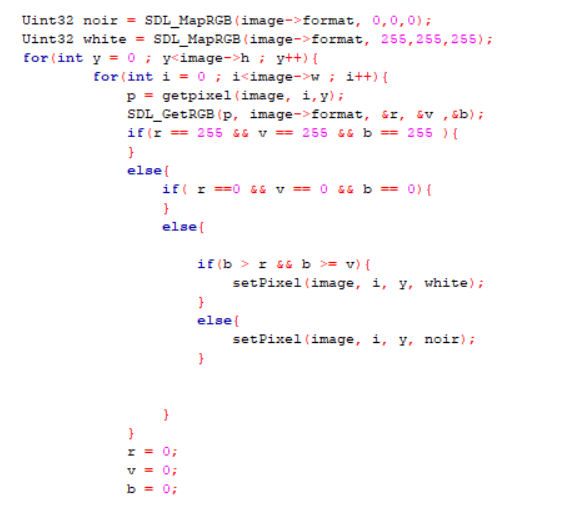 Uint32 noir = SDL_MapRGB(image->format, 0,0,0);
Uint32 white = SDL_MapRGB(image->format, 255,255,255);
for(int y = 0 ; y<image->h ; y++){
        for(int i = 0 ; i<image->w ; i++){
            p = getpixel(image, i,y);
            SDL_GetRGB(p, image->format, &r, &v ,&b);
            if(r == 255 && v == 255 && b == 255 ){
            }
            else{
                if( r ==0 && v == 0 && b == 0){
                }
                else{

                    if(b > r && b >= v){
                        setPixel(image, i, y, white);
                    }
                    else{
                        setPixel(image, i, y, noir);
                    }


                }
            }
            r = 0;
            v = 0;
            b = 0;